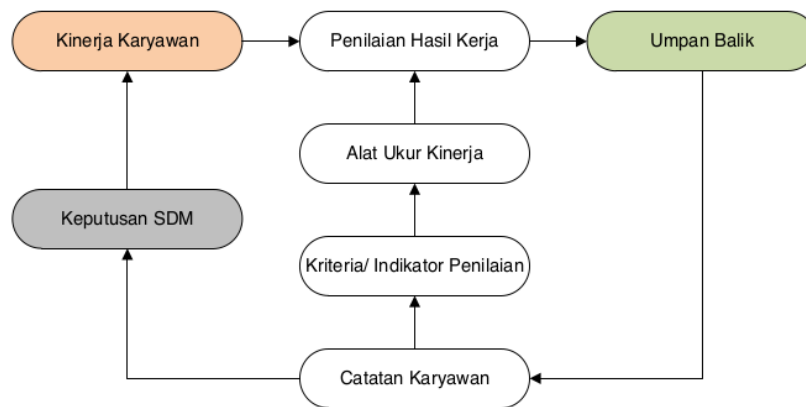 Kinerja Karyawan
Penilaian Hasil Kerja
Umpan Balik
Alat Ukur Kinerja
Keputusan SDM
Kriteria/ Indikator Penilaian
Catatan Karyawan